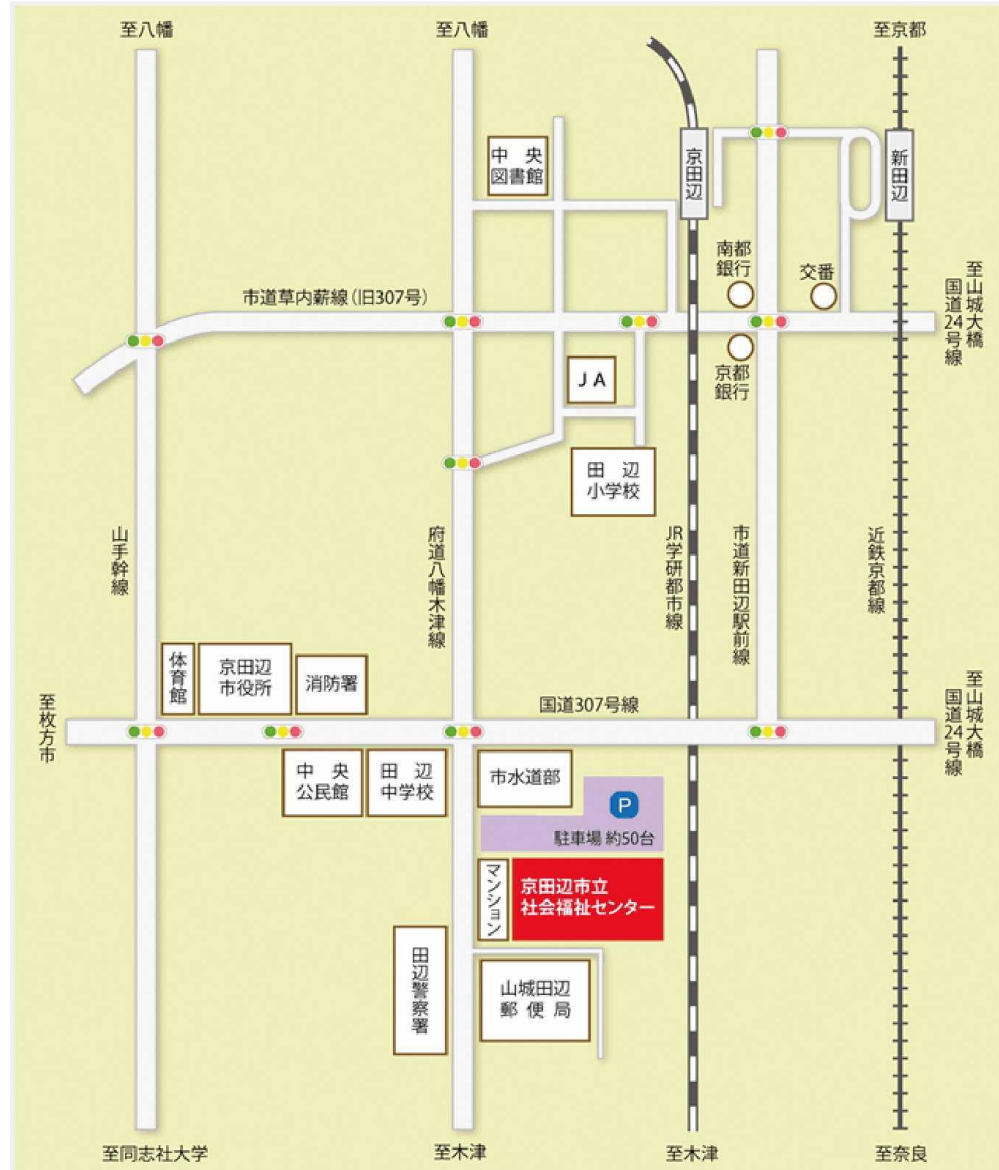 至八幡
至八幡
至京都
中 央
図書館
京田辺
新田辺
南都
銀行
交番
市道草内薪線(旧307号)
至山城大橋
国道24号線
京都
銀行
JA
田 辺
小学校
山手幹線
府道八幡木津線
JR学研都市線
市道新田辺駅前線
近鉄京都線
体育館
京田辺
市役所
消防署
至枚方市
国道307号線
至山城大橋
国道24号線
中 央
公民館
田 辺
中学校
市水道部
P
駐車場 約50台
マンション
京田辺市立
社会福祉センター
田辺警察署
山城田辺
郵 便 局
至同志社大学
至木津
至木津
至奈良